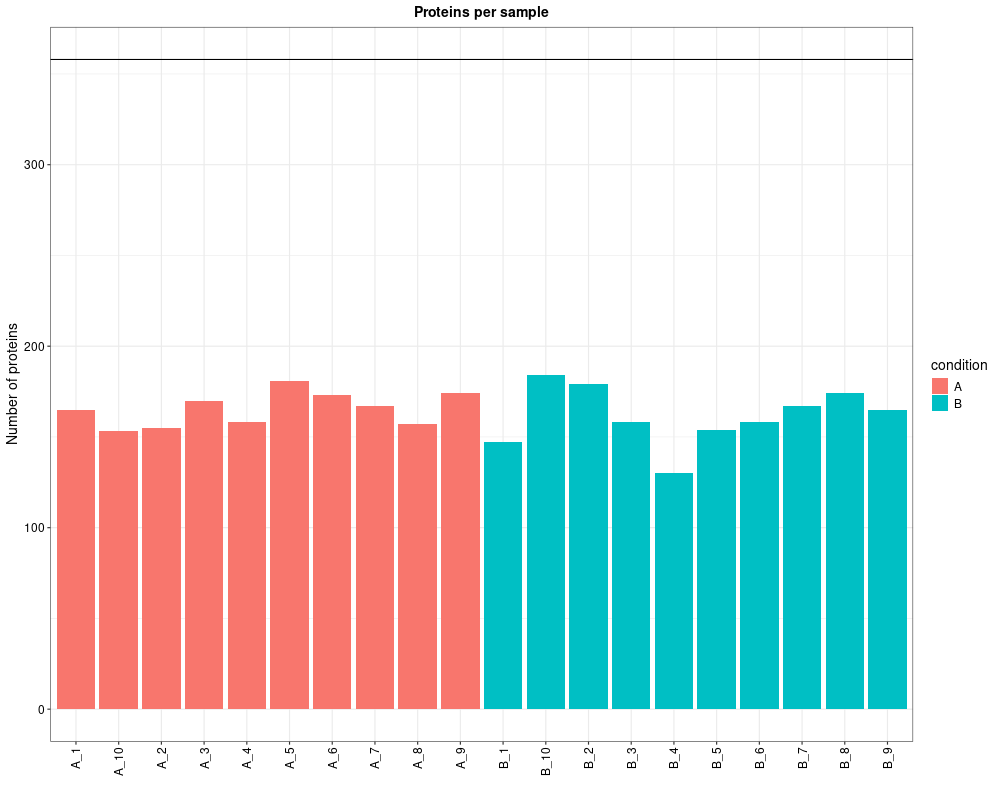 Proteins per sample
Number of proteins
300
200
100
0
A_1
A_10
A_2
A_3
A_4
A_5
A_6
A_7
A_8
A_9
B_1
B_10
B_2
B_3
B_4
B_5
B_6
B_7
B_8
B_9
condition
A
B